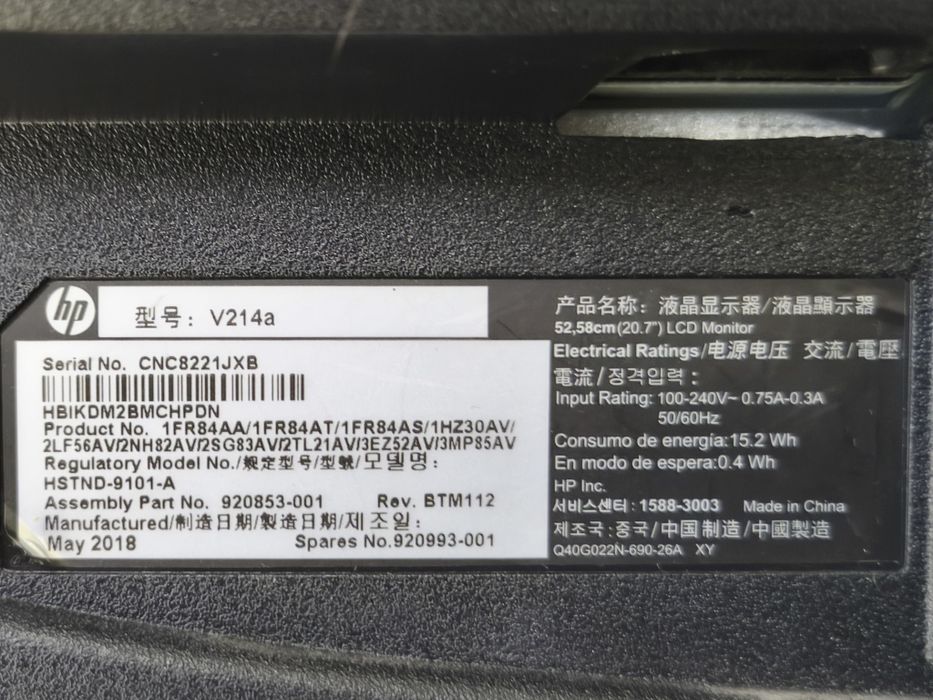 hp
型号: V214a
Serial No. CNC8221JXB
HBIKDM2BMCHPDN
Product No. 1FR84AA/1FR84AT/1FR84AS/1HZ30AV/
2LF56AV/2NH82AV/2SG83AV/2TL21AV/3EZ52AV/3MP85AV
Regulatory Model No./规定型号/型號/모델명:
HSTND-9101-A
Assembly Part No. 920853-001 Rev. BTM112
Manufactured/制造日期/製造日期/제조일:
May 2018 Spares No.920993-001
产品名称: 液晶显示器/液晶顯示器
52,58cm(20.7") LCD Monitor
Electrical Ratings/电源电压 交流/電壓
電流/정격입력:
Input Rating: 100-240V~ 0.75A-0.3A
50/60Hz
Consumo de energía:15.2 Wh
En modo de espera:0.4 Wh
HP Inc.
서비스센터: 1588-3003 Made in China
제조국:중국/中国制造/中國製造
Q40G022N-690-26A XY